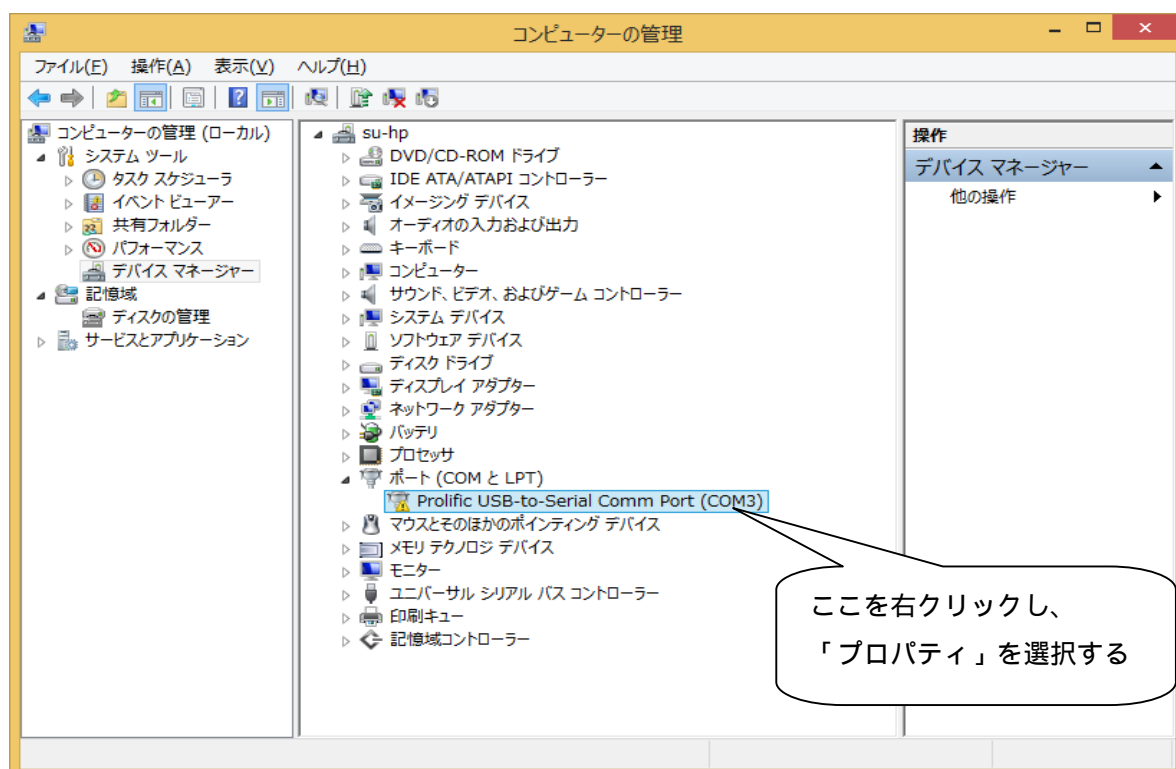 コンピューターの管理
ファイル(F) 操作(A) 表示(V) ヘルプ(H)
コンピューターの管理 (ローカル)
システム ツール
タスク スケジューラ
イベント ビューアー
共有フォルダー
パフォーマンス
デバイス マネージャー
記憶域
ディスクの管理
サービスとアプリケーション
su-hp
DVD/CD-ROM ドライブ
IDE ATA/ATAPI コントローラー
イメージング デバイス
オーディオの入力および出力
キーボード
コンピューター
サウンド、ビデオ、およびゲーム コントローラー
システム デバイス
ソフトウェア デバイス
ディスク ドライブ
ディスプレイ アダプター
ネットワーク アダプター
バッテリ
プロセッサ
ポート (COM と LPT)
Prolific USB-to-Serial Comm Port (COM3)
マウスとそのほかのポインティング デバイス
メモリ テクノロジ デバイス
モニター
ユニバーサル シリアル バス コントローラー
印刷キュー
記憶域コントローラー
操作
デバイス マネージャー
他の操作
ここを右クリックし、
「プロパティ」を選択する